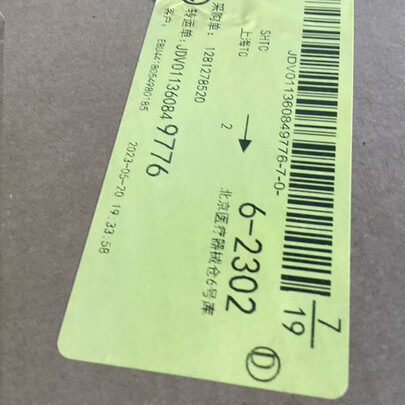 JDV011360849776-7-0-
7/19
SHTC
上海TC
2
6-2302
北京医疗器械仓6号库
D
采购单: 1281278520
转运单: JDV011360849776
客户: EBU4418054980185
2023-05-20 19:33:58